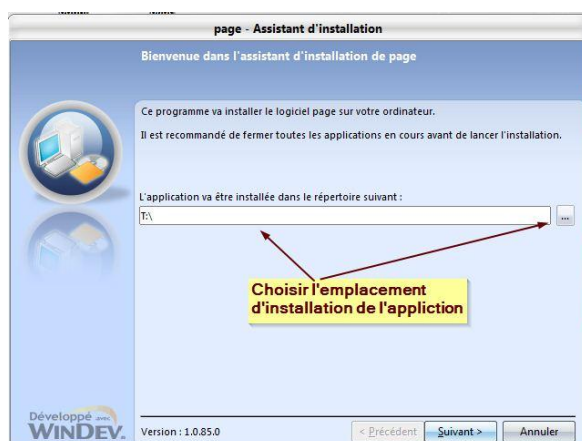 page - Assistant d'installation
Bienvenue dans l'assistant d'installation de page
Ce programme va installer le logiciel page sur votre ordinateur.
Il est recommandé de fermer toutes les applications en cours avant de lancer l'installation.
L'application va être installée dans le répertoire suivant :
T:\
...
Choisir l'emplacement
d'installation de l'appliction
Développé avec
WINDEV.
Version : 1.0.85.0
< Précédent
Suivant >
Annuler